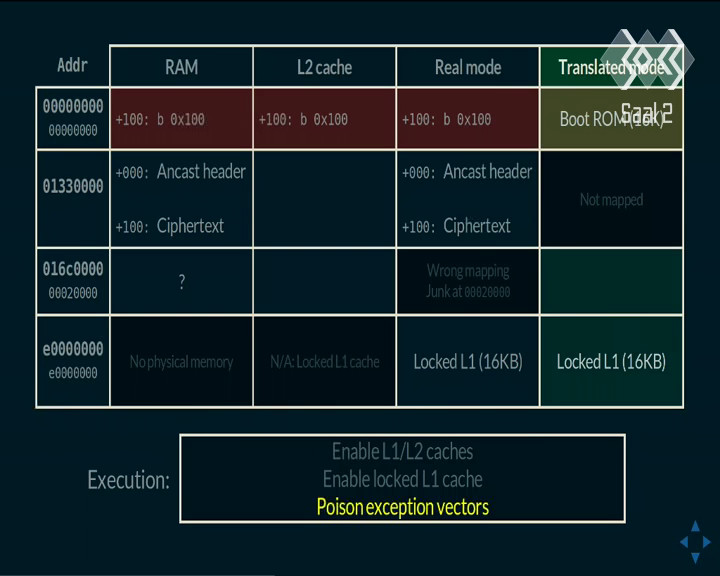 Addr RAM L2 cache Real mode Translated mode
00000000 +100: b 0x100 +100: b 0x100 +100: b 0x100 Boot ROM (16K)
00000000
Saal 2
01330000 +000: Ancast header +000: Ancast header Not mapped
+100: Ciphertext +100: Ciphertext
016c0000 ? Wrong mapping
00020000 Junk at 00020000
e0000000 No physical memory N/A: Locked L1 cache Locked L1 (16KB) Locked L1 (16KB)
e0000000
Execution: Enable L1/L2 caches
Enable locked L1 cache
Poison exception vectors